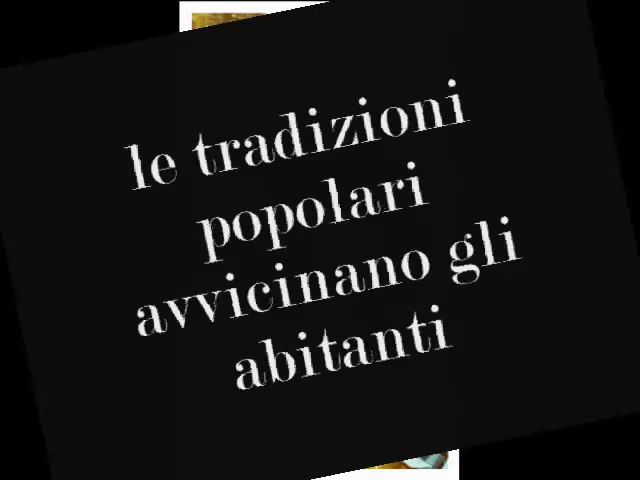 le tradizioni
popolari
avvicinano gli
abitanti